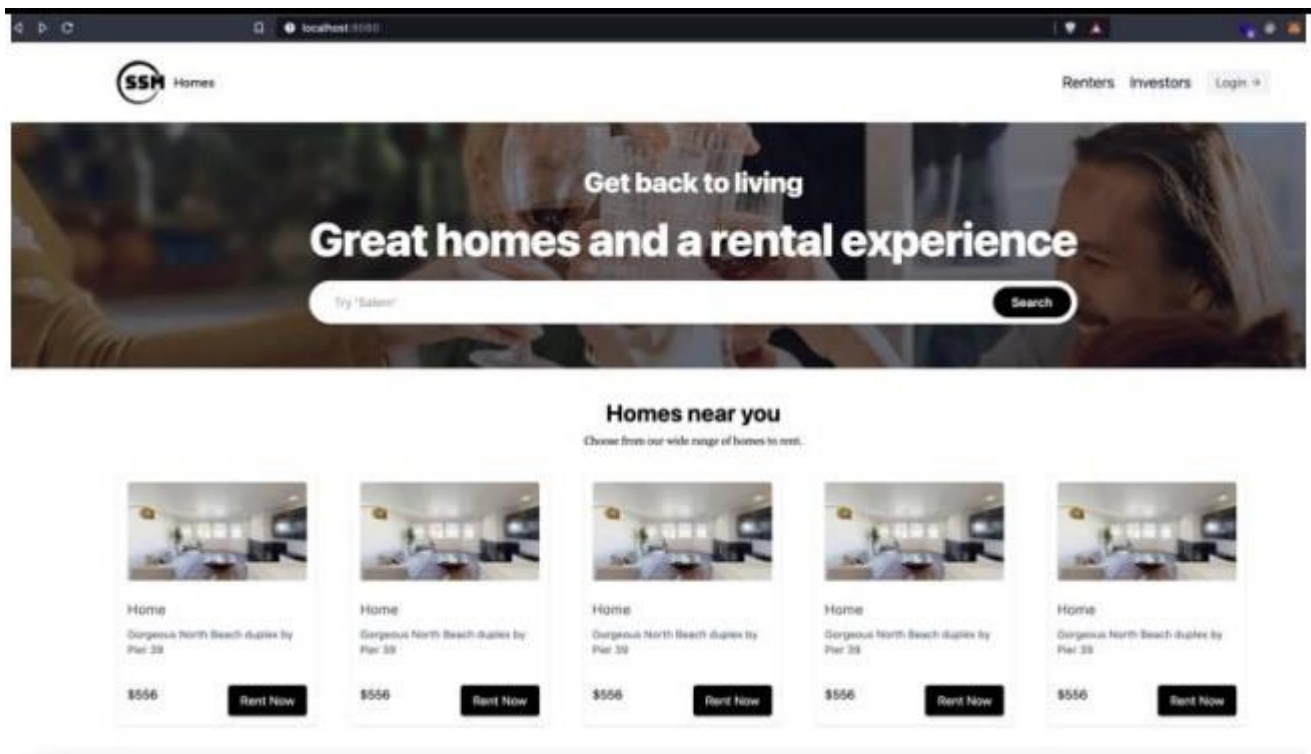 localhost:8080
SSM Homes
Renters Investors Login →
Get back to living
Great homes and a rental experience
Try 'Salem'
Search
Homes near you
Choose from our wide range of homes to rent.
Home
Gorgeous North Beach duplex by
Pier 39
$556 Rent Now
Home
Gorgeous North Beach duplex by
Pier 39
$556 Rent Now
Home
Gorgeous North Beach duplex by
Pier 39
$556 Rent Now
Home
Gorgeous North Beach duplex by
Pier 39
$556 Rent Now
Home
Gorgeous North Beach duplex by
Pier 39
$556 Rent Now